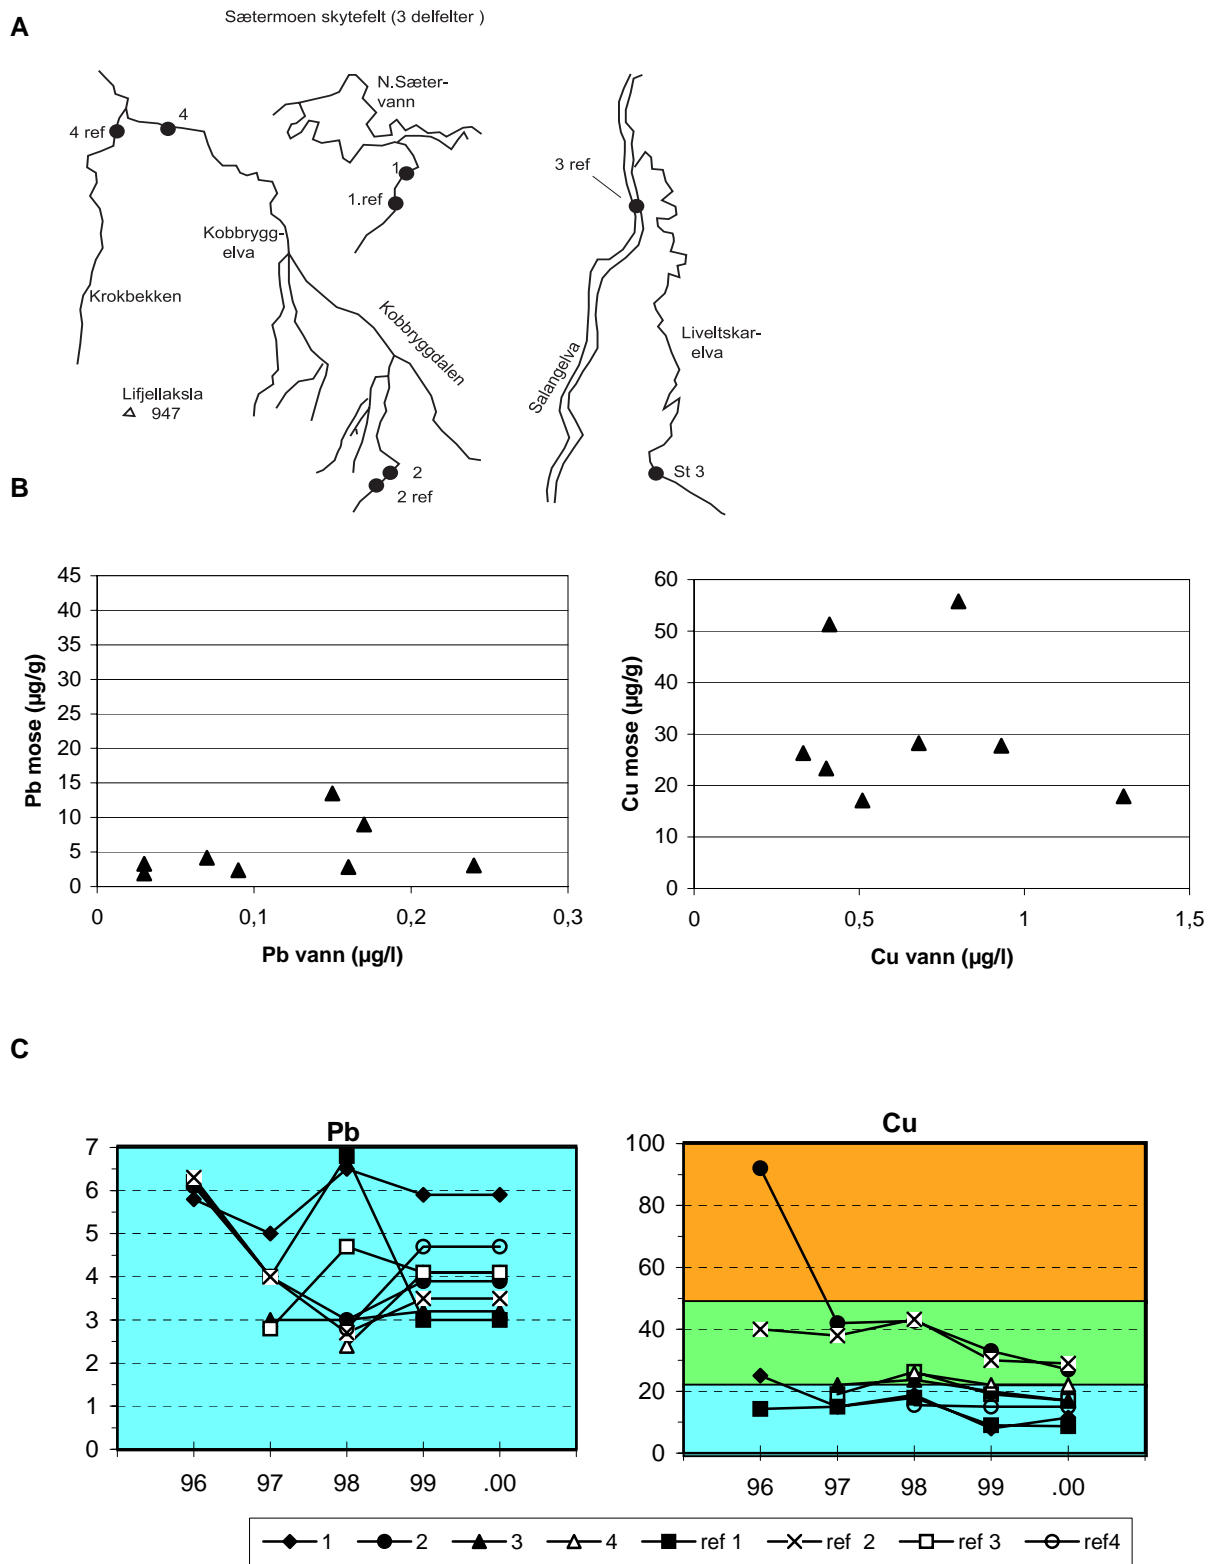 A
Sætermoen skytefelt (3 delfelter )
N.Sæter-
vann
4
4 ref
1
1.ref
3 ref
Kobbrygg-
elva
Krokbekken
Kobbryggdalen
Lifjellaksla
947
Salangelva
Liveltskar-
elva
2
2 ref
St 3
B
Pb mose (µg/g)
45
40
35
30
25
20
15
10
5
0
0 0,1 0,2 0,3
Pb vann (µg/l)
Cu mose (µg/g)
60
50
40
30
20
10
0
0 0,5 1 1,5
Cu vann (µg/l)
C
Pb
7
6
5
4
3
2
1
0
96 97 98 99 .00
Cu
100
80
60
40
20
0
96 97 98 99 .00
1 2 3 4 ref 1 ref 2 ref 3 ref4